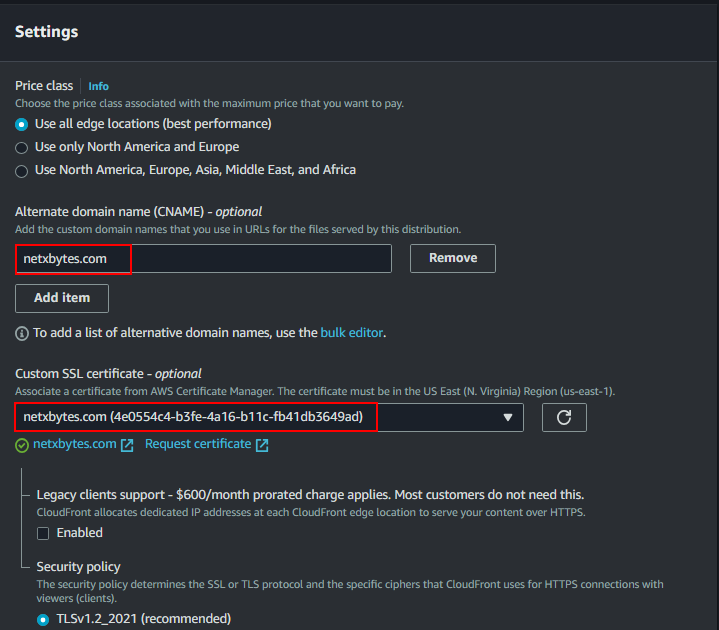 Settings
Price class Info
Choose the price class associated with the maximum price that you want to pay.
Use all edge locations (best performance)
Use only North America and Europe
Use North America, Europe, Asia, Middle East, and Africa
Alternate domain name (CNAME) - optional
Add the custom domain names that you use in URLs for the files served by this distribution.
netxbytes.com
Remove
Add item
To add a list of alternative domain names, use the bulk editor.
Custom SSL certificate - optional
Associate a certificate from AWS Certificate Manager. The certificate must be in the US East (N. Virginia) Region (us-east-1).
netxbytes.com (4e0554c4-b3fe-4a16-b11c-fb41db3649ad)
netxbytes.com Request certificate
Legacy clients support - $600/month prorated charge applies. Most customers do not need this.
CloudFront allocates dedicated IP addresses at each CloudFront edge location to serve your content over HTTPS.
Enabled
Security policy
The security policy determines the SSL or TLS protocol and the specific ciphers that CloudFront uses for HTTPS connections with
viewers (clients).
TLSv1.2_2021 (recommended)